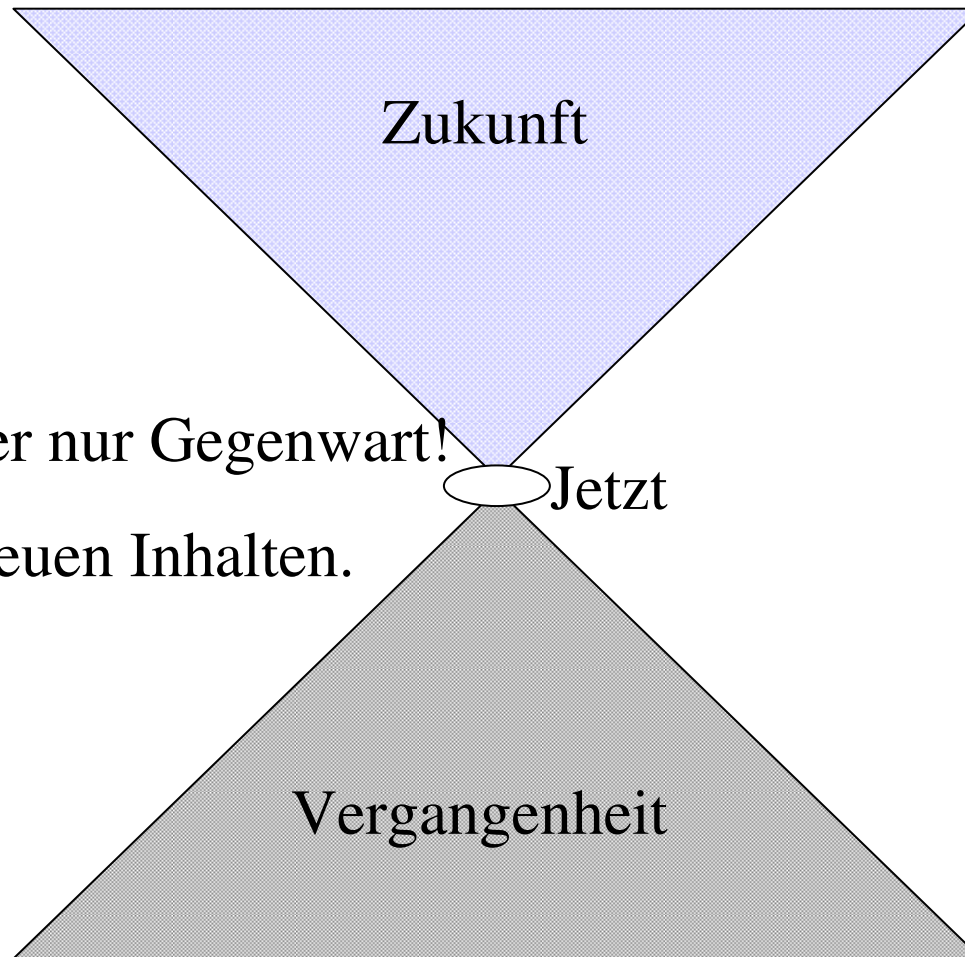 Zukunft
er nur Gegenwart!
Jetzt
euen Inhalten.
Vergangenheit